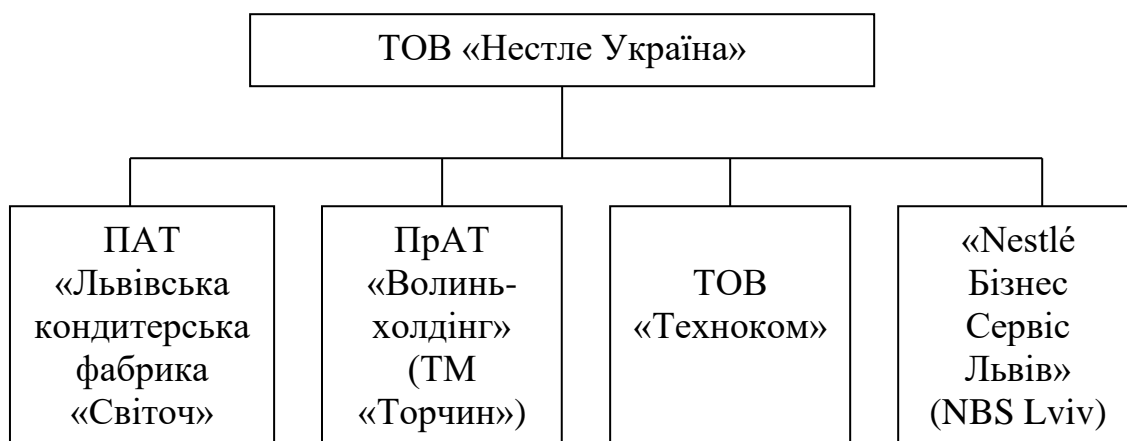 ТОВ «Нестле Україна»
ПАТ
«Львівська
кондитерська
фабрика
«Світоч»
ПрАТ
«Волинь-
холдінг»
(ТМ
«Торчин»)
ТОВ
«Техноком»
«Nestlé
Бізнес
Сервіс
Львів»
(NBS Lviv)